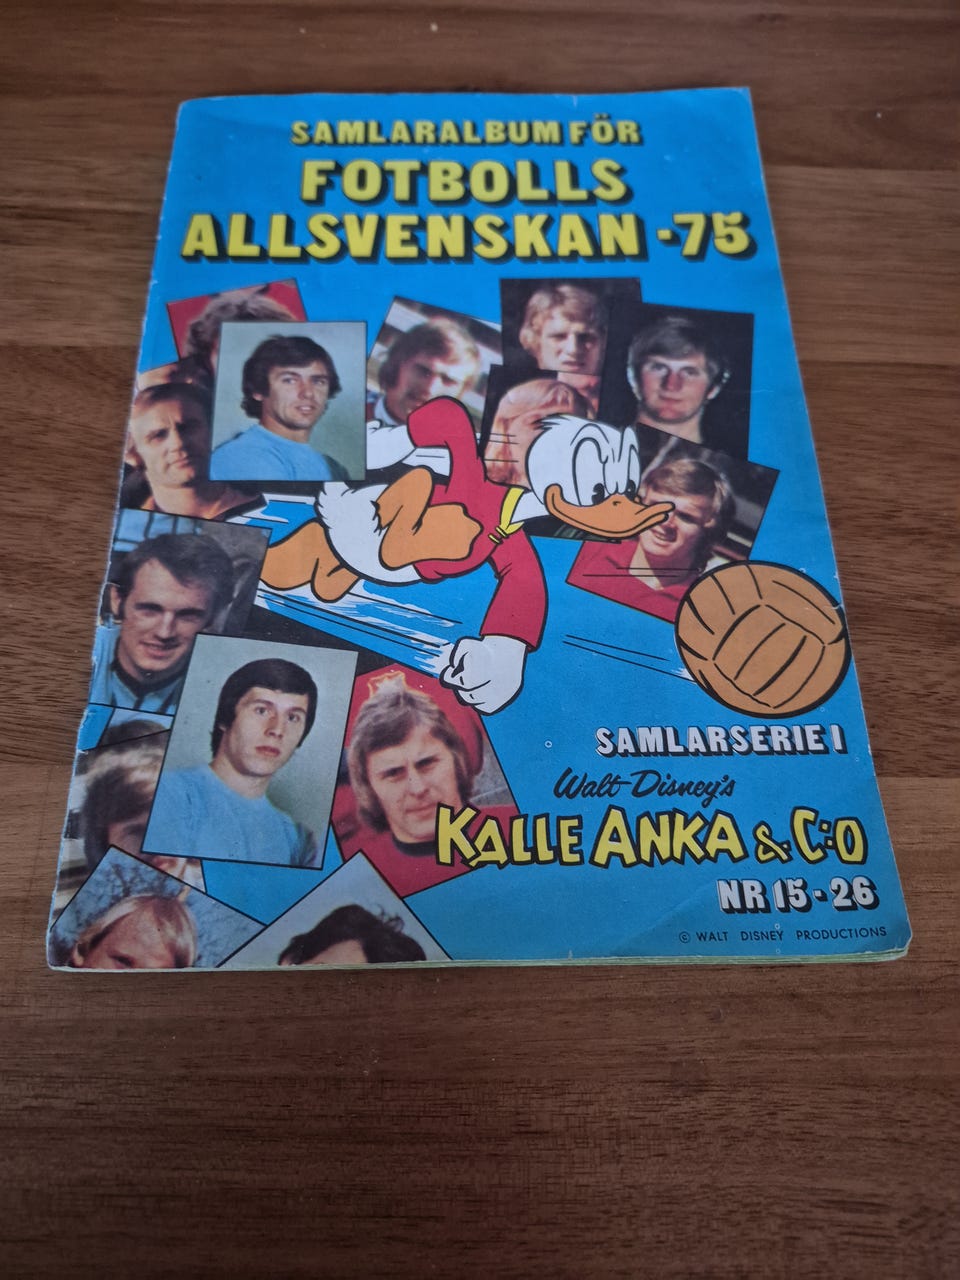 SAMLARALBUM FÖR
FOTBOLLS
ALLSVENSKAN -75
SAMLARSERIE I
Walt Disney's
KALLE ANKA & C:O
NR 15-26
© WALT DISNEY PRODUCTIONS